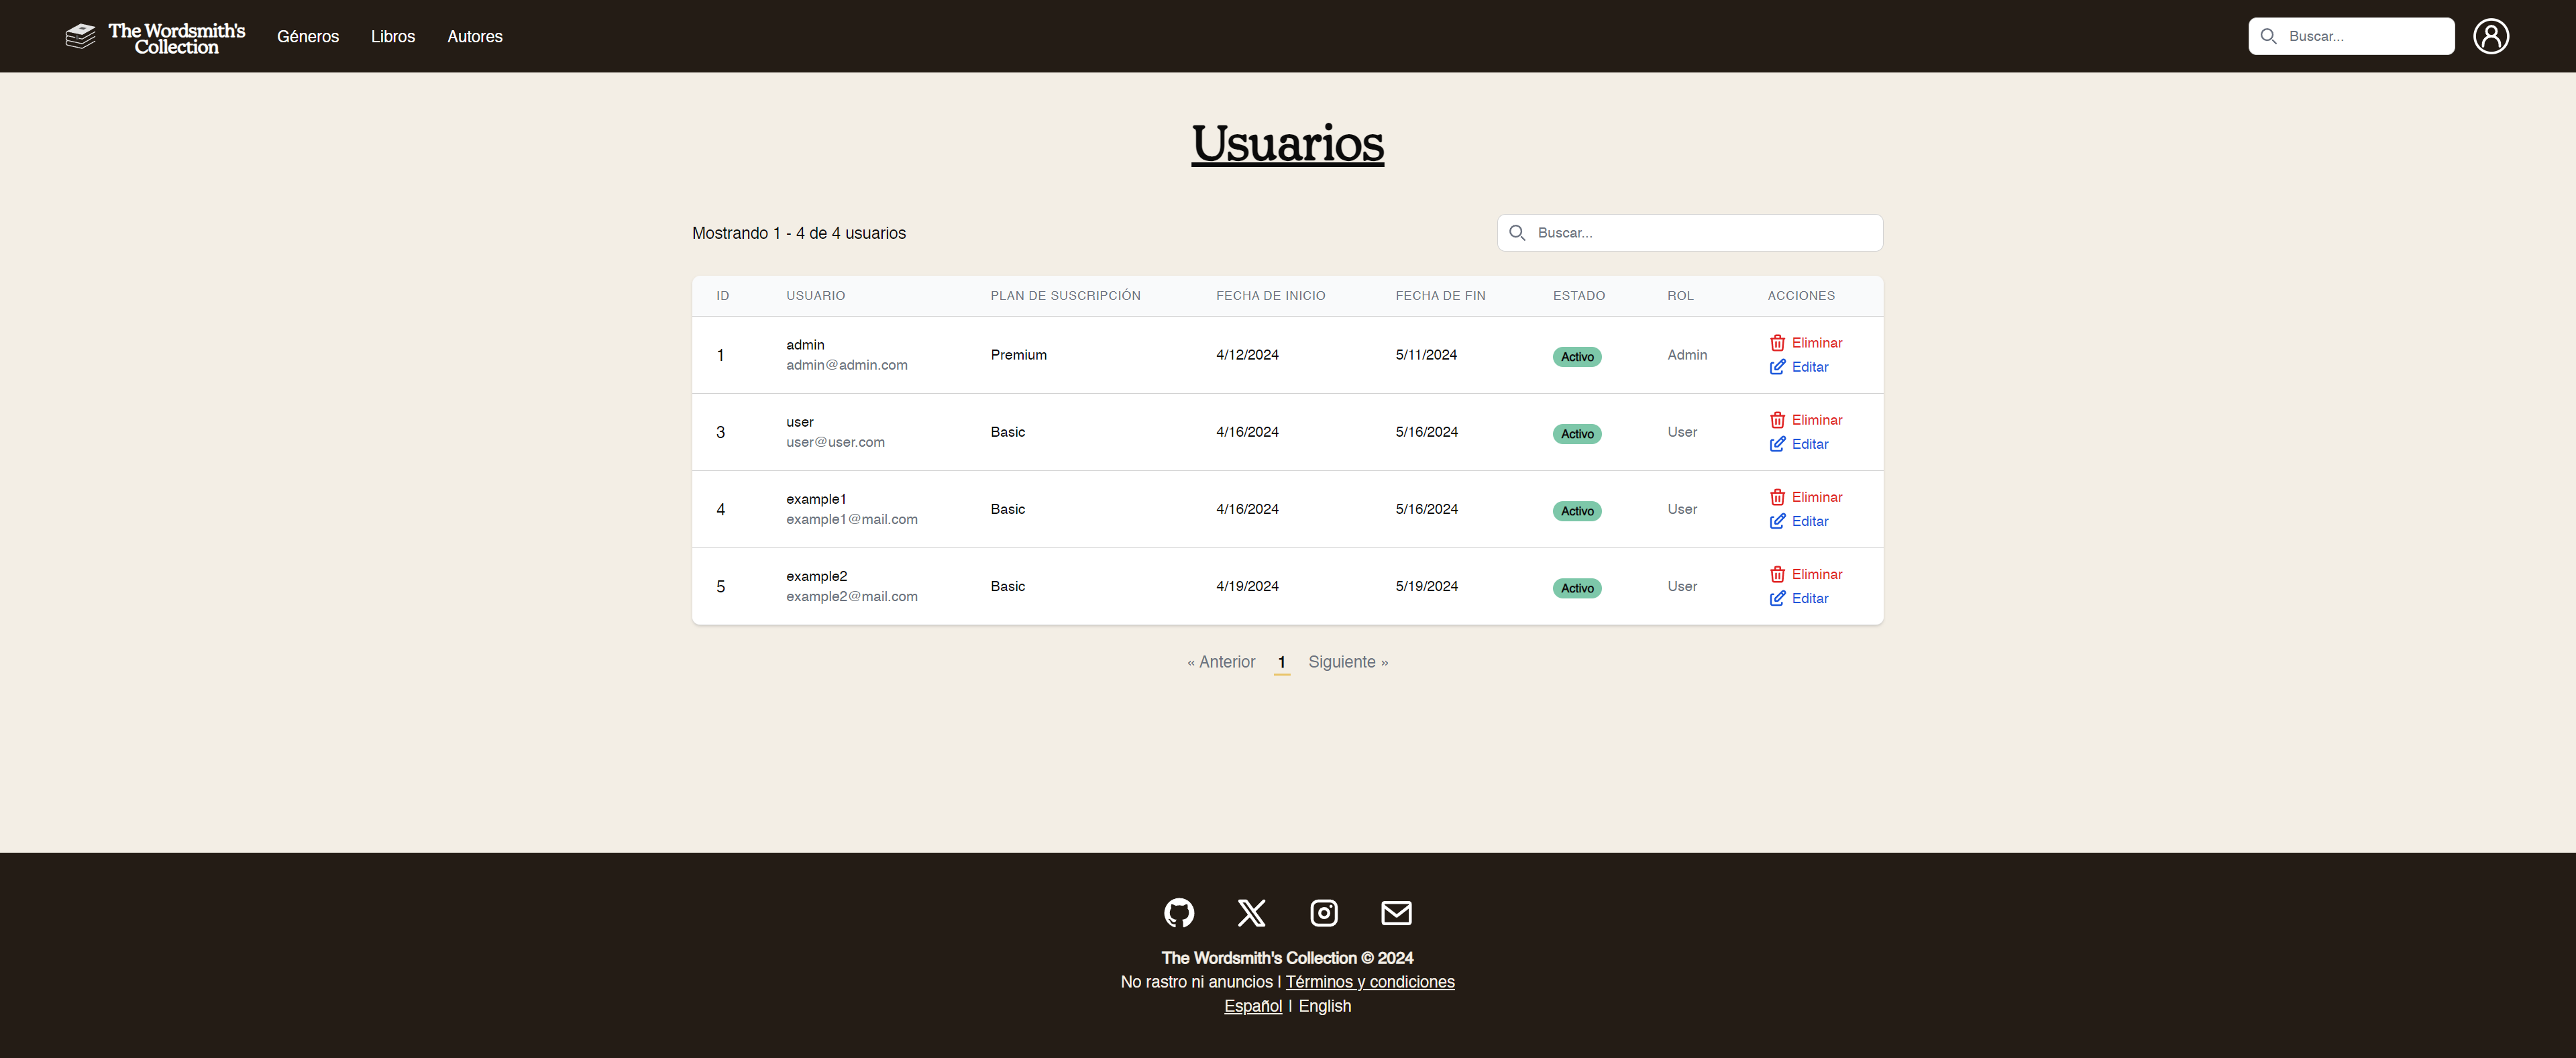 The Wordsmith's
Collection
Géneros Libros Autores
Buscar...
Usuarios
Mostrando 1 - 4 de 4 usuarios
Buscar...
ID USUARIO PLAN DE SUSCRIPCIÓN FECHA DE INICIO FECHA DE FIN ESTADO ROL ACCIONES
1 admin admin@admin.com Premium 4/12/2024 5/11/2024 Activo Admin Eliminar Editar
3 user user@user.com Basic 4/16/2024 5/16/2024 Activo User Eliminar Editar
4 example1 example1@mail.com Basic 4/16/2024 5/16/2024 Activo User Eliminar Editar
5 example2 example2@mail.com Basic 4/19/2024 5/19/2024 Activo User Eliminar Editar
« Anterior 1 Siguiente »
The Wordsmith's Collection © 2024
No rastro ni anuncios | Términos y condiciones
Español | English